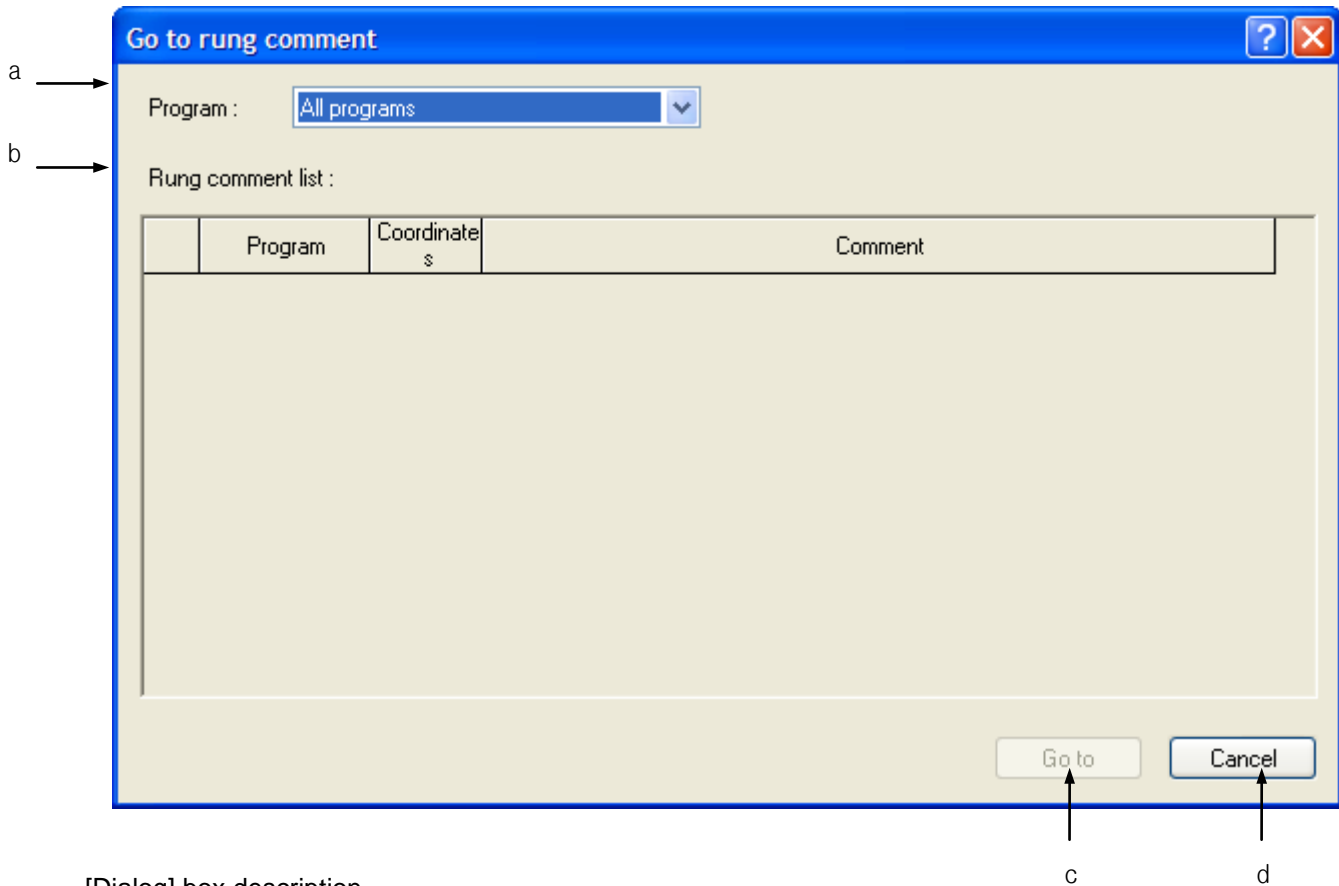 Go to rung comment
a
Program :
All programs
b
Rung comment list :
Program
Coordinate
s
Comment
Go to
Cancel
c
d
[Dialog] box description